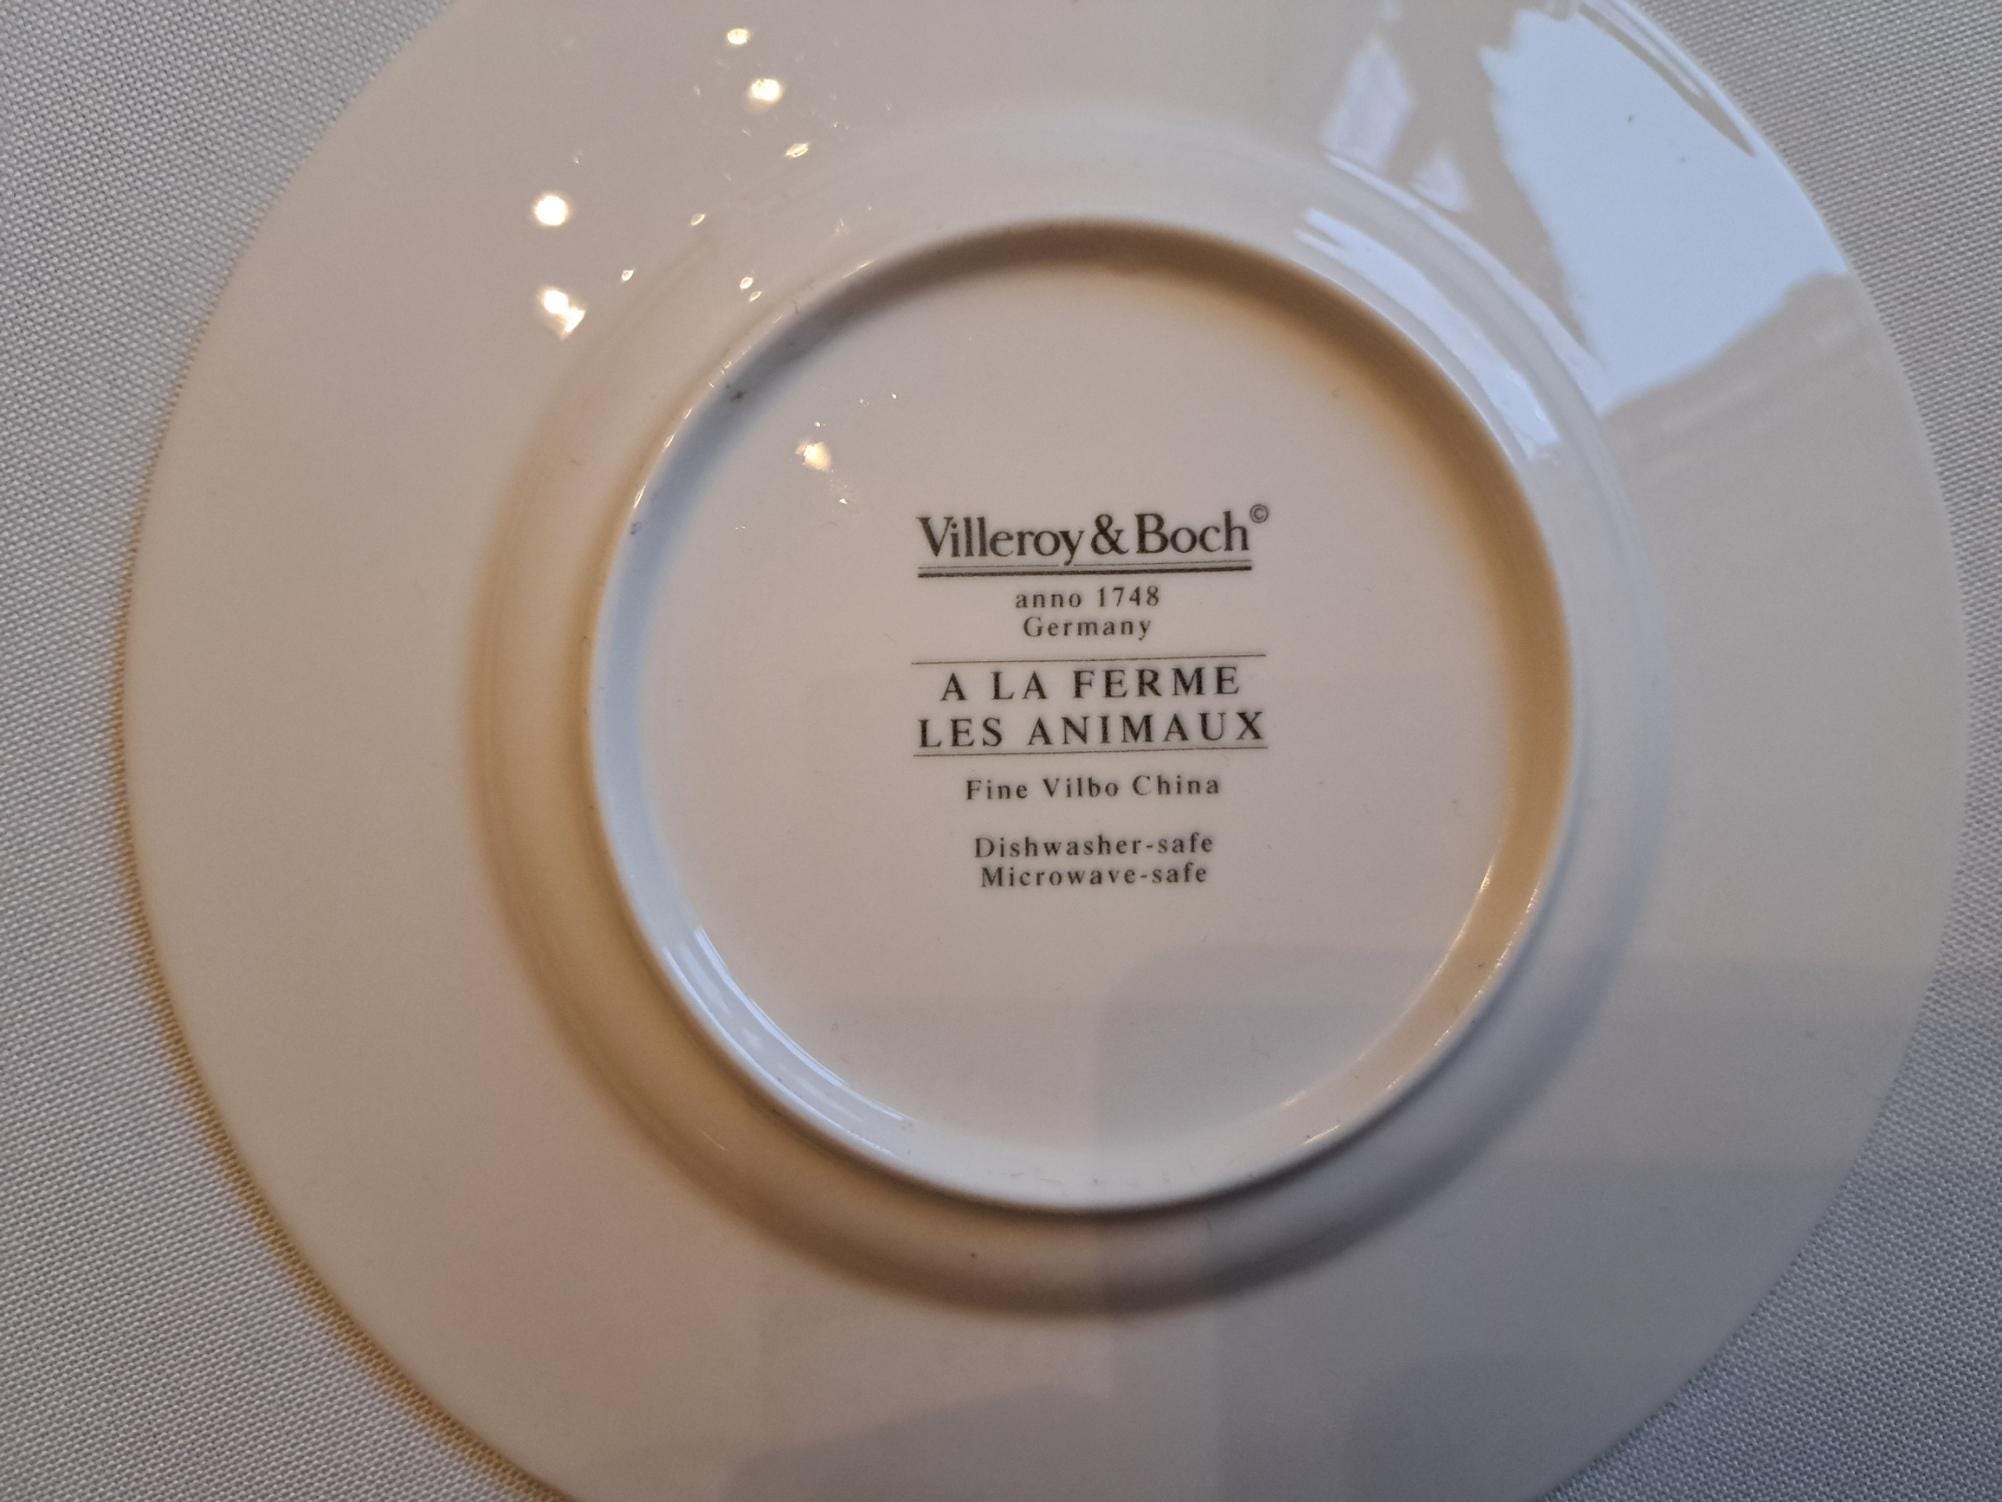 Villeroy & Boch©
anno 1748
Germany
A LA FERME
LES ANIMAUX
Fine Vilbo China
Dishwasher-safe
Microwave-safe